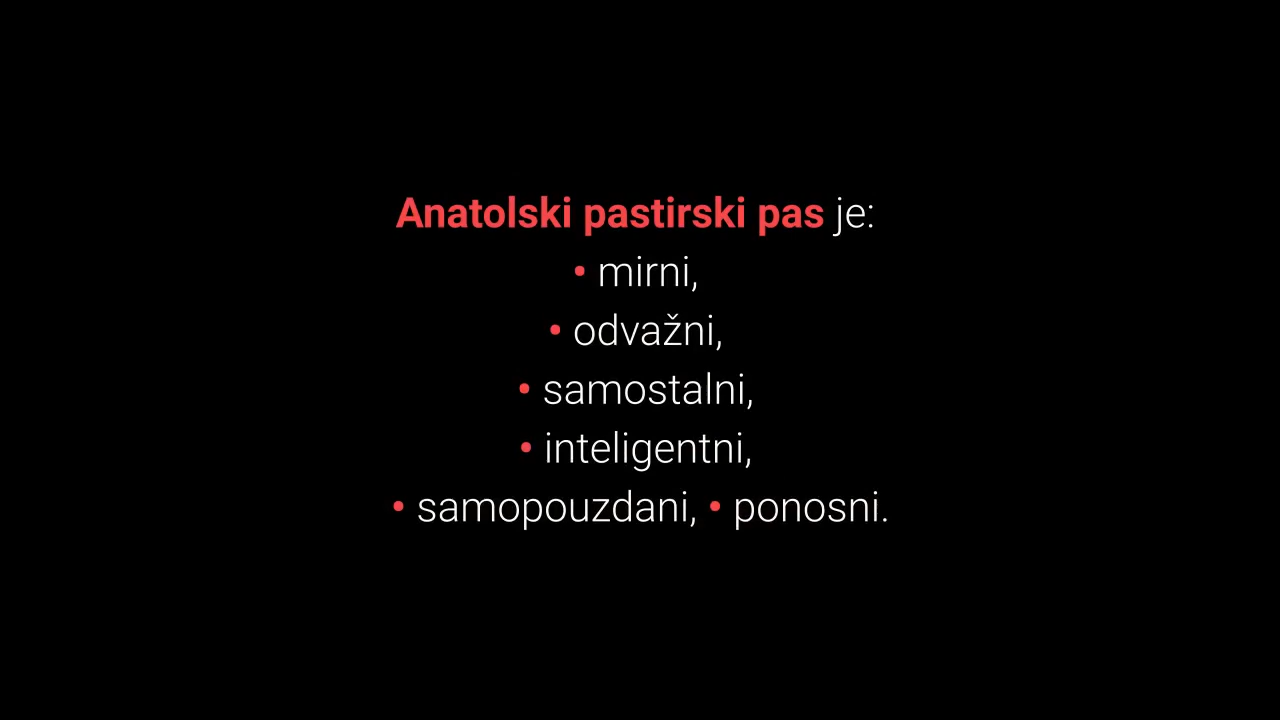 Anatolski pastirski pas je:
• mirni,
• odvažni,
• samostalni,
• inteligentni,
• samopouzdani, • ponosni.